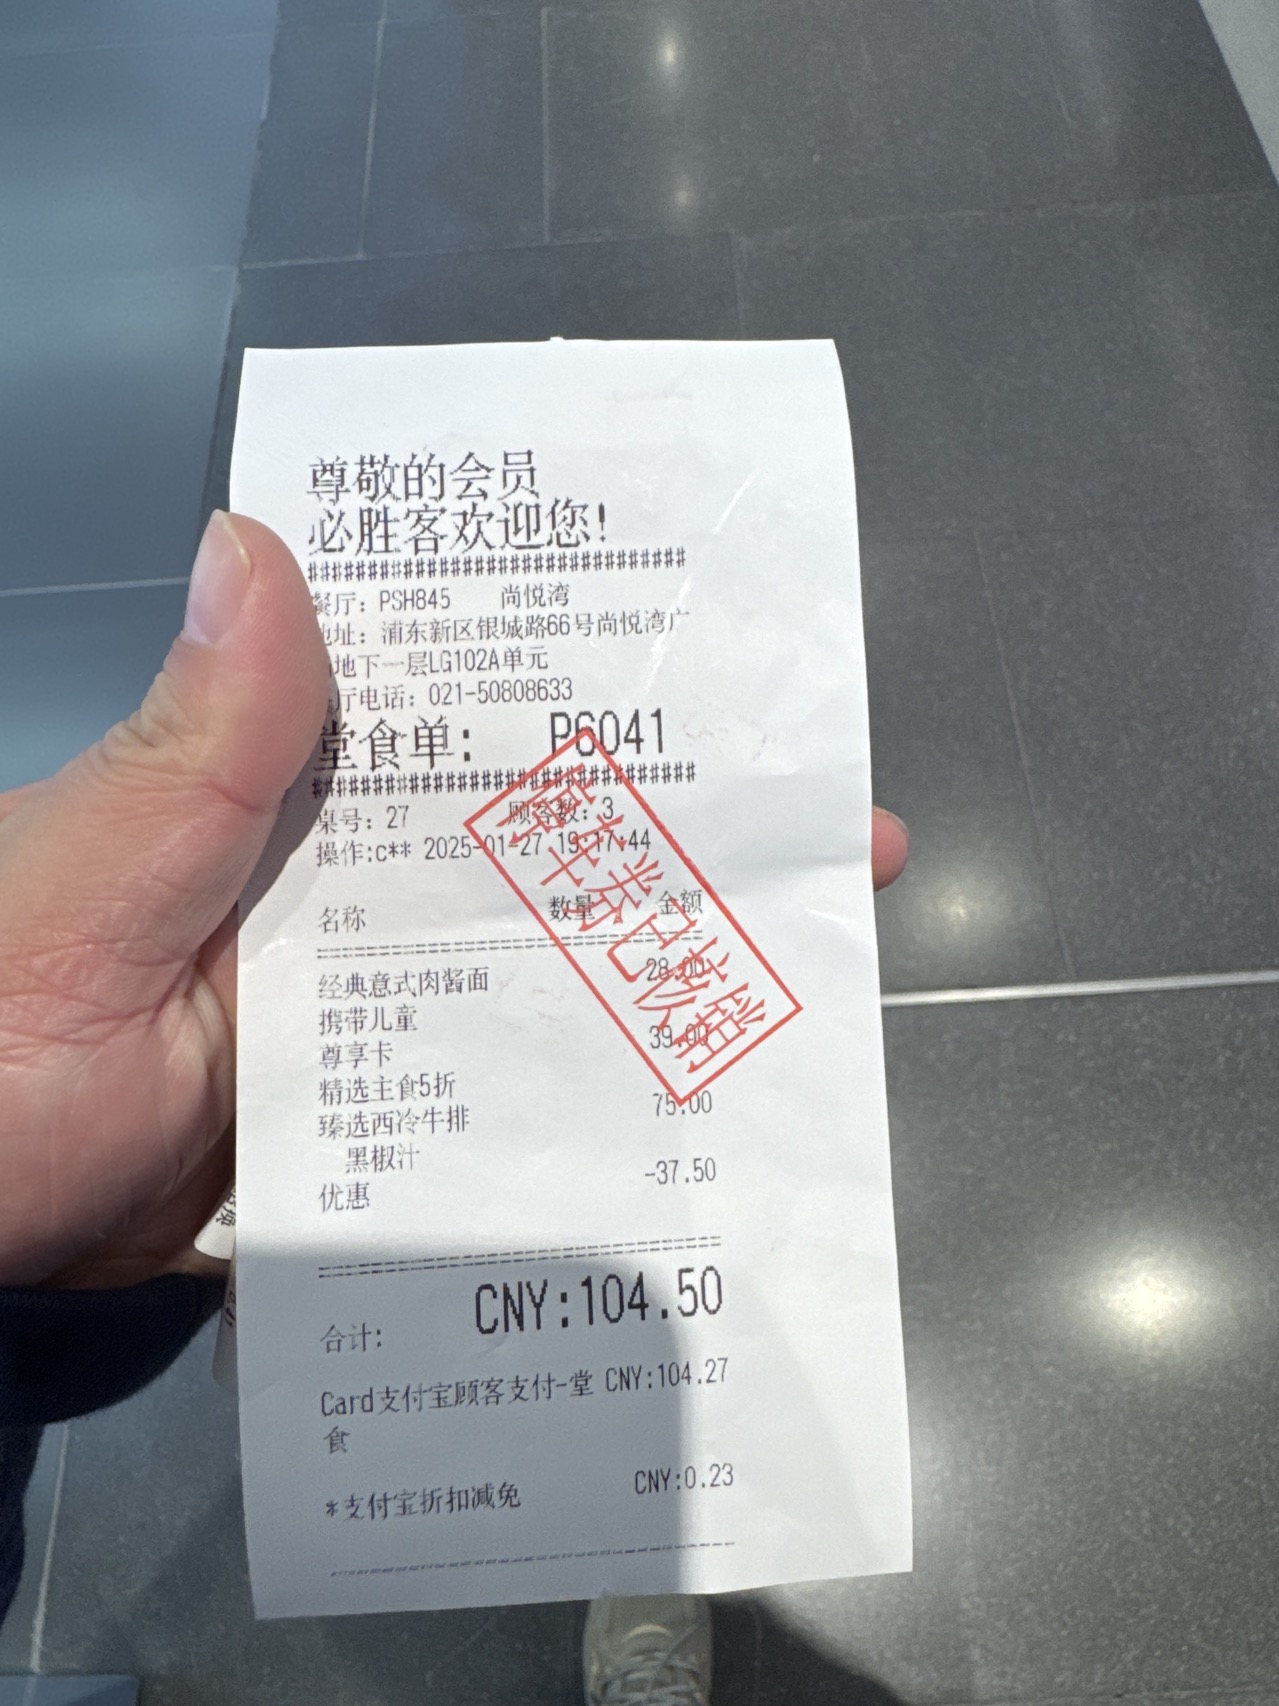 尊敬的会员
必胜客欢迎您!
################################
餐厅: PSH845 尚悦湾
地址: 浦东新区银城路66号尚悦湾广
地下一层LG102A单元
餐厅电话: 021-50808633
堂食单: P6041
################################
桌号: 27 顾客数: 3
操作:c** 2025-01-27 19:17:44
名称 数量 金额
经典意式肉酱面 28.00
携带儿童
尊享卡 39.00
精选主食5折
臻选西冷牛排 75.00
黑椒汁
优惠 -37.50
合计: CNY:104.50
Card支付宝顾客支付-堂 CNY:104.27
食
*支付宝折扣减免 CNY:0.23
停车券已核销